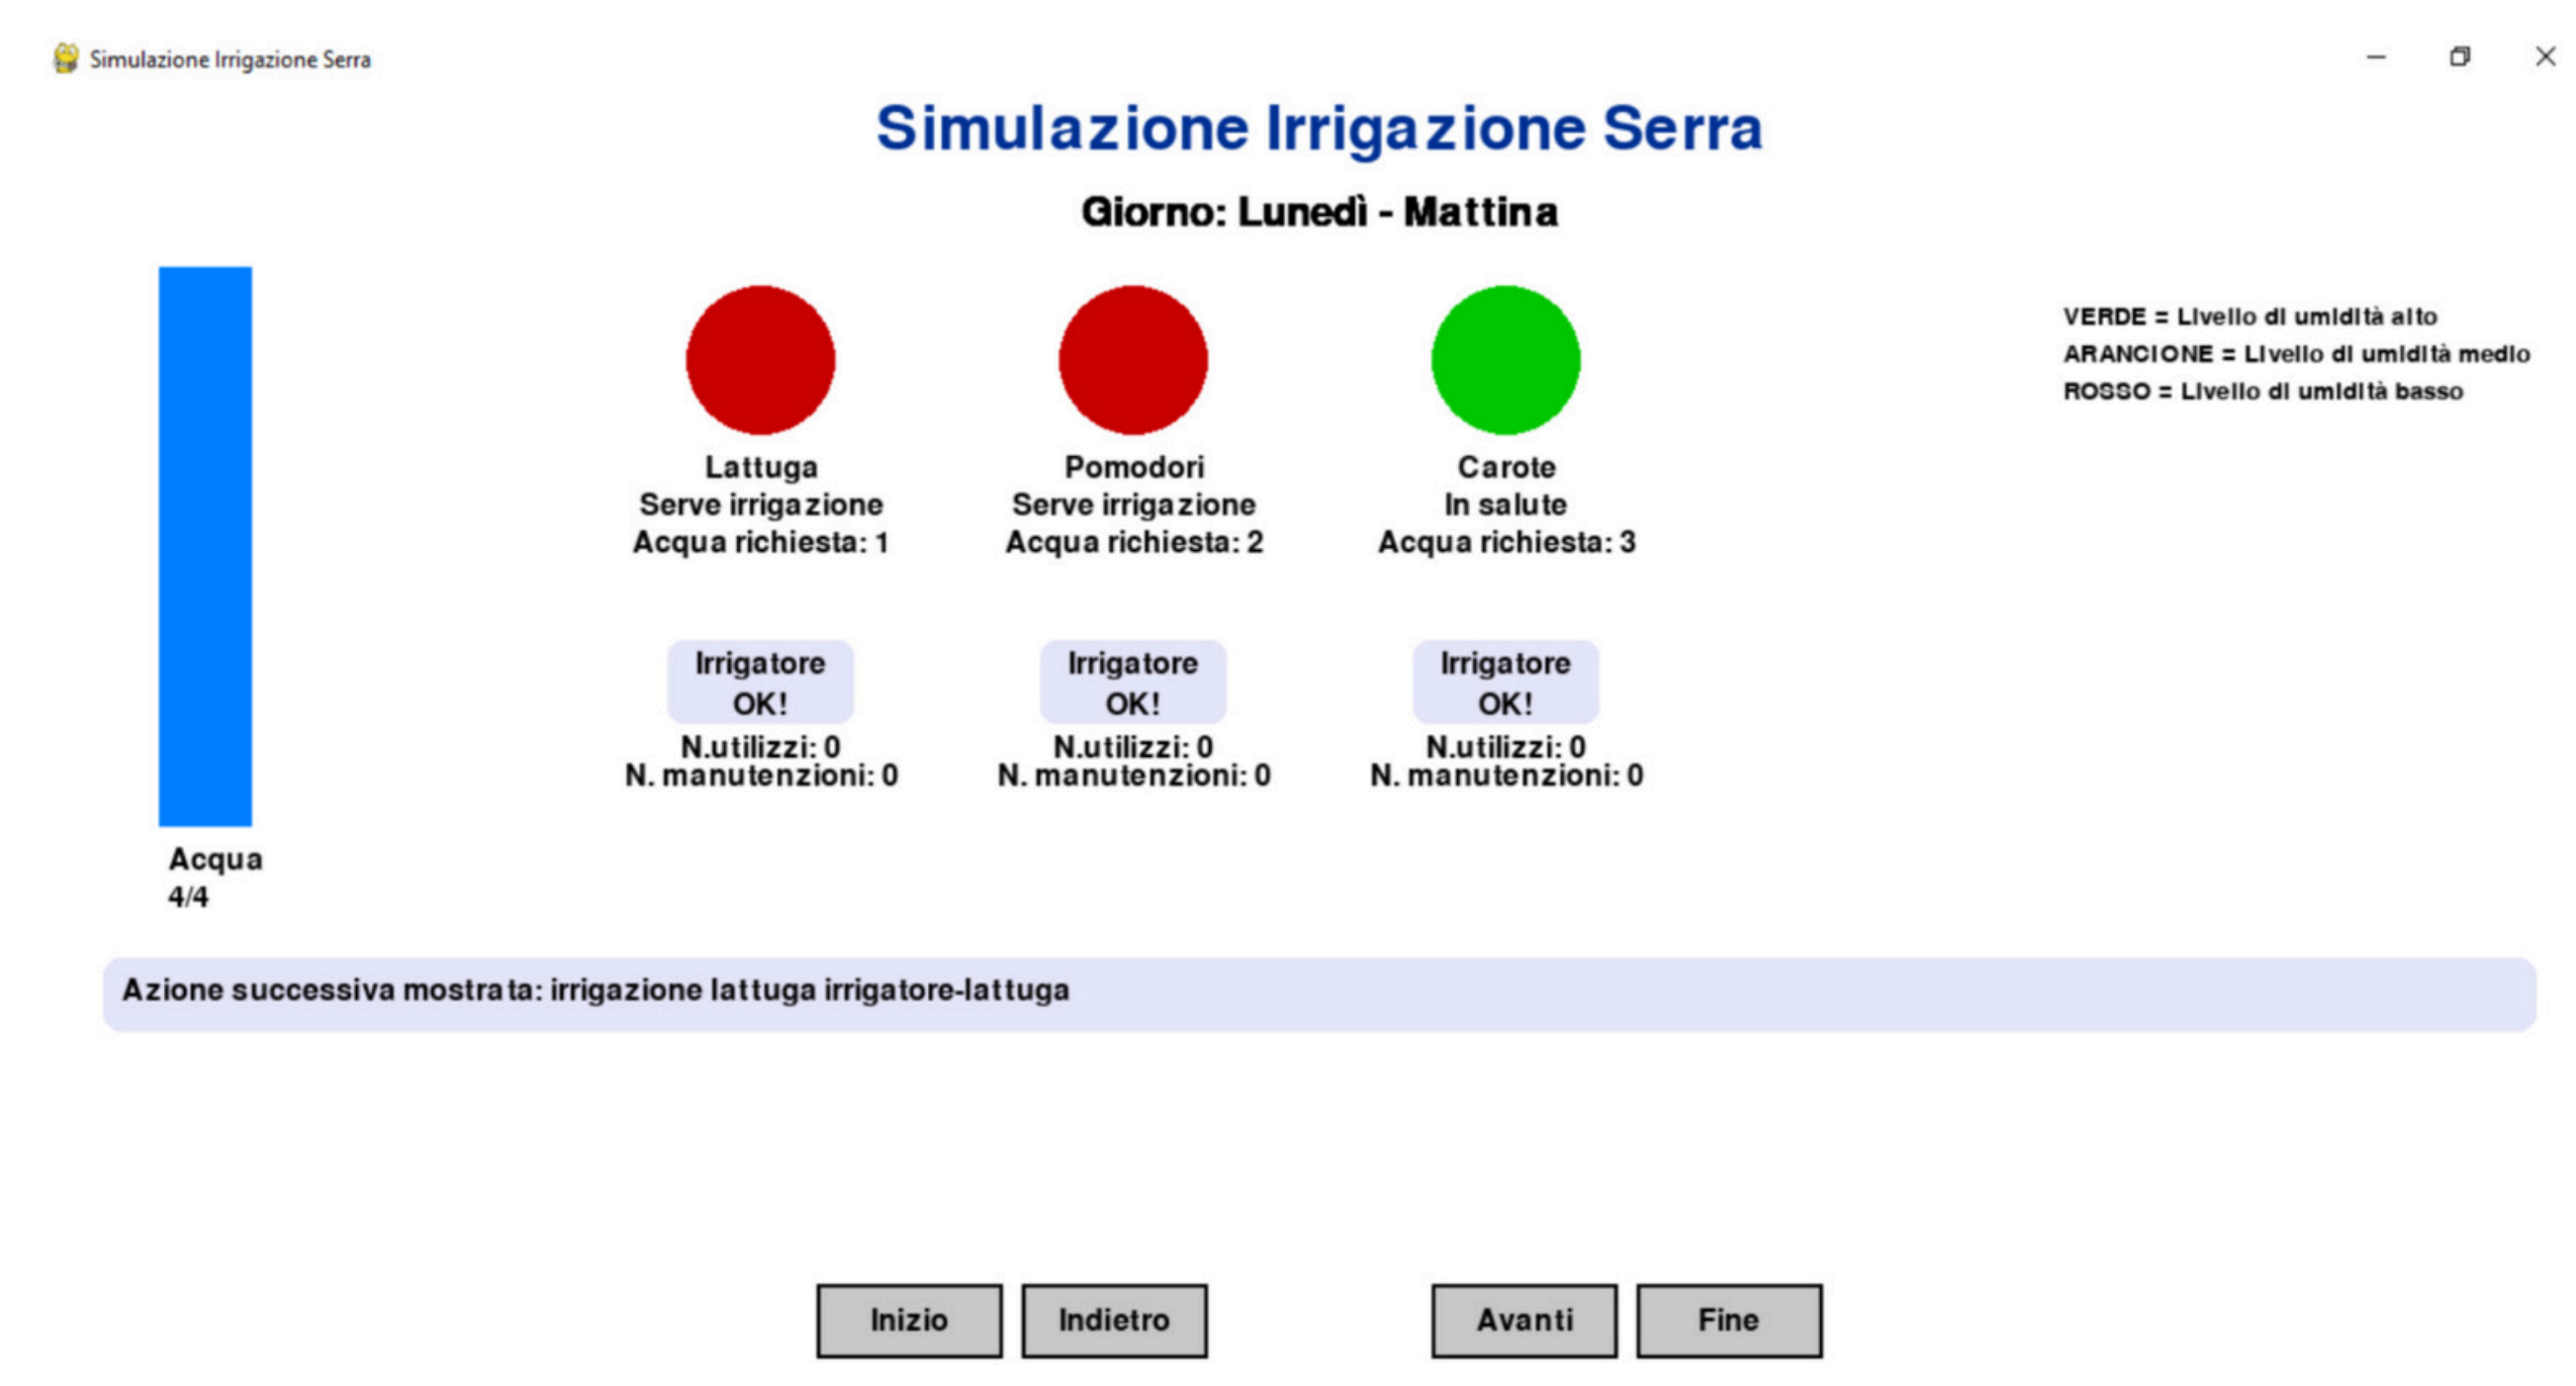 Simulazione Irrigazione Serra
Simulazione Irrigazione Serra
Giorno: Lunedì - Mattina
VERDE = Livello di umidità alto
ARANCIONE = Livello di umidità medio
ROSSO = Livello di umidità basso
Lattuga
Serve irrigazione
Acqua richiesta: 1
Pomodori
Serve irrigazione
Acqua richiesta: 2
Carote
In salute
Acqua richiesta: 3
Irrigatore
OK!
N.utilizzi: 0
N. manutenzioni: 0
Irrigatore
OK!
N.utilizzi: 0
N. manutenzioni: 0
Irrigatore
OK!
N.utilizzi: 0
N. manutenzioni: 0
Acqua
4/4
Azione successiva mostrata: irrigazione lattuga irrigatore-lattuga
Inizio
Indietro
Avanti
Fine